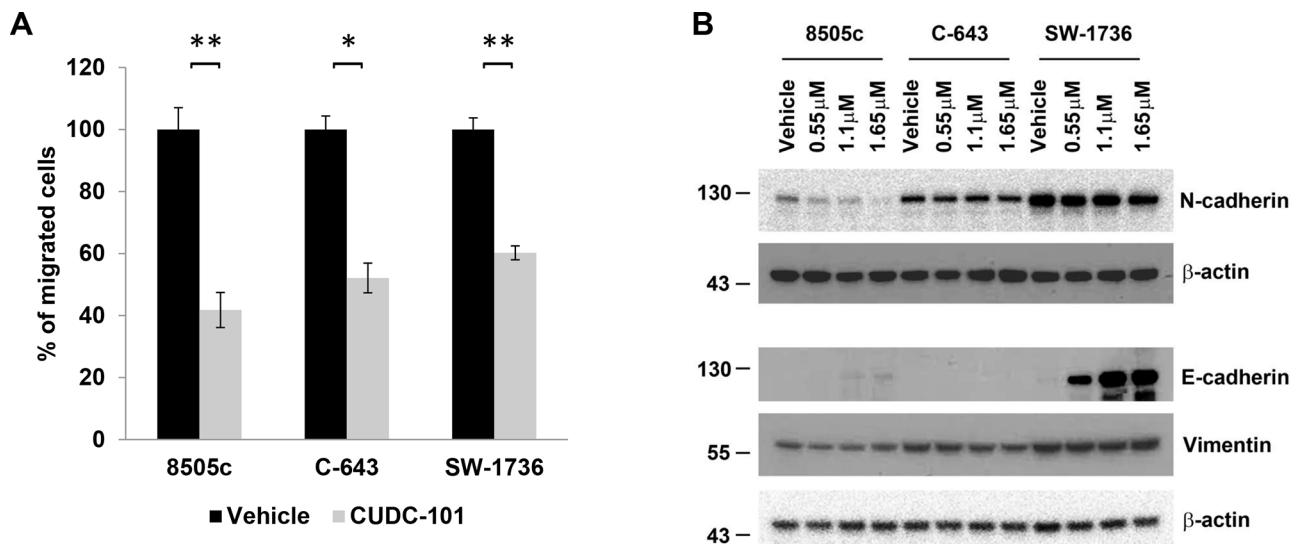 A
** * **
120
100
80
60
40
20
0
% of migrated cells
8505c C-643 SW-1736
Vehicle CUDC-101
B
8505c C-643 SW-1736
Vehicle 0.55µM 1.1µM 1.65µM Vehicle 0.55µM 1.1µM 1.65µM Vehicle 0.55µM 1.1µM 1.65µM
130 N-cadherin
43 β-actin
130 E-cadherin
55 Vimentin
43 β-actin